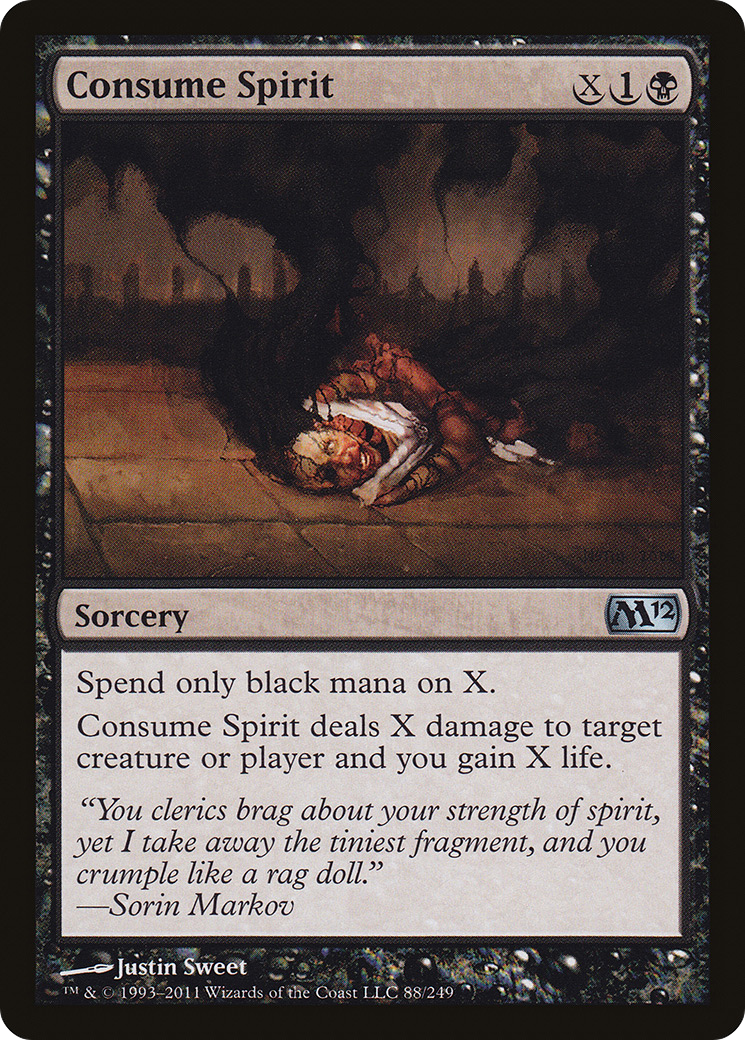 Consume Spirit X1
Sorcery M12
Spend only black mana on X.
Consume Spirit deals X damage to target
creature or player and you gain X life.
“You clerics brag about your strength of spirit,
yet I take away the tiniest fragment, and you
crumple like a rag doll.”
—Sorin Markov
Justin Sweet
™ & © 1993–2011 Wizards of the Coast LLC 88/249